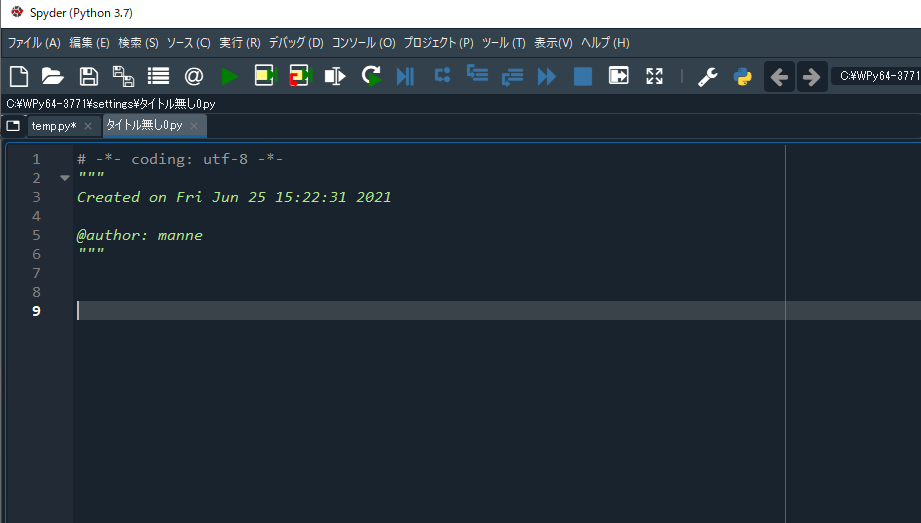 Spyder (Python 3.7)
ファイル (A) 編集 (E) 検索 (S) ソース (C) 実行 (R) デバッグ (D) コンソール (O) プロジェクト (P) ツール (T) 表示(V) ヘルプ (H)
C:¥WPy64-3771
C:¥WPy64-3771¥settings¥タイトル無し0.py
temp.py* タイトル無し0.py
1 # -*- coding: utf-8 -*-
2 """
3 Created on Fri Jun 25 15:22:31 2021
4
5 @author: manne
6 """
7
8
9